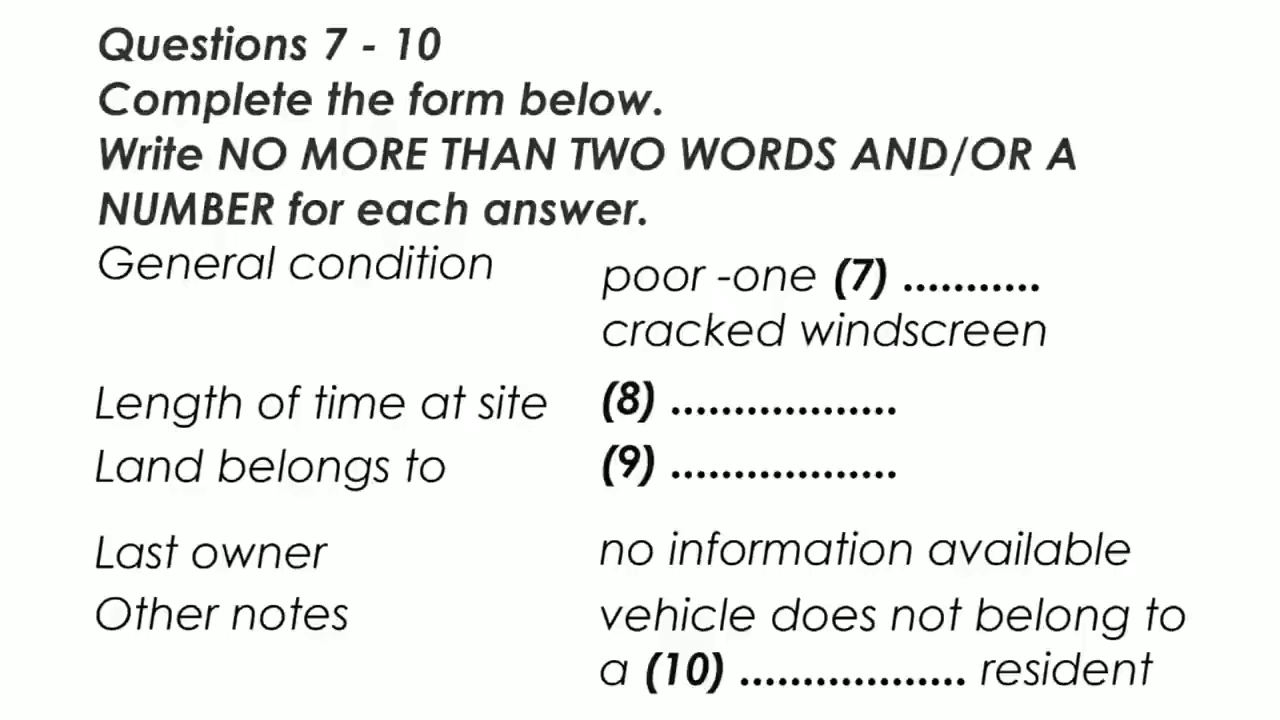 Questions 7 - 10
Complete the form below.
Write NO MORE THAN TWO WORDS AND/OR A
NUMBER for each answer.
General condition poor -one (7) ...........
cracked windscreen
Length of time at site (8) ..................
Land belongs to (9) ..................
Last owner no information available
Other notes vehicle does not belong to
a (10) .................. resident